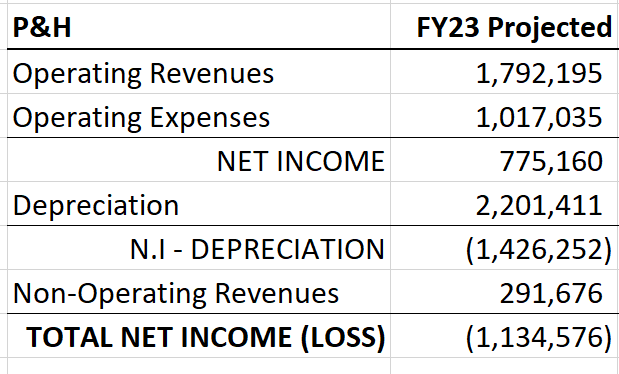 P&H FY23 Projected
Operating Revenues 1,792,195
Operating Expenses 1,017,035
NET INCOME 775,160
Depreciation 2,201,411
N.I - DEPRECIATION (1,426,252)
Non-Operating Revenues 291,676
TOTAL NET INCOME (LOSS) (1,134,576)